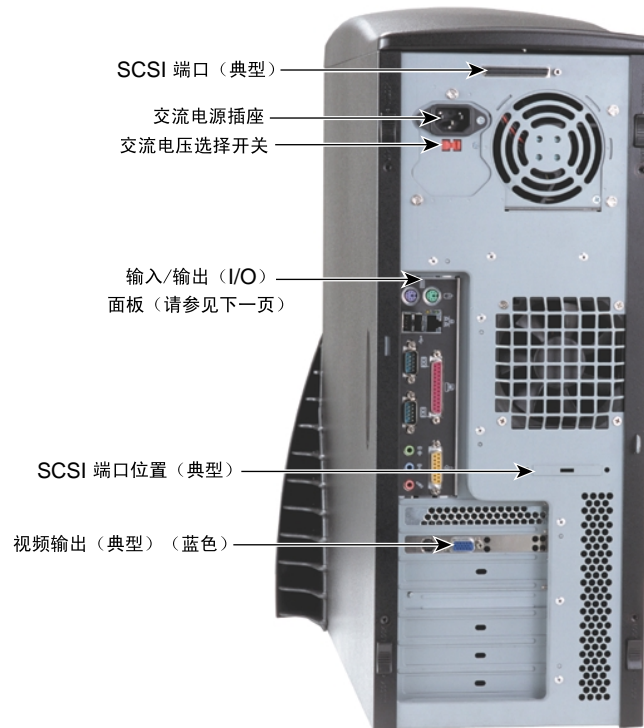 SCSI 端口（典型）
交流电源插座
交流电压选择开关
输入/输出（I/O）
面板（请参见下一页）
SCSI 端口位置（典型）
视频输出（典型）（蓝色）